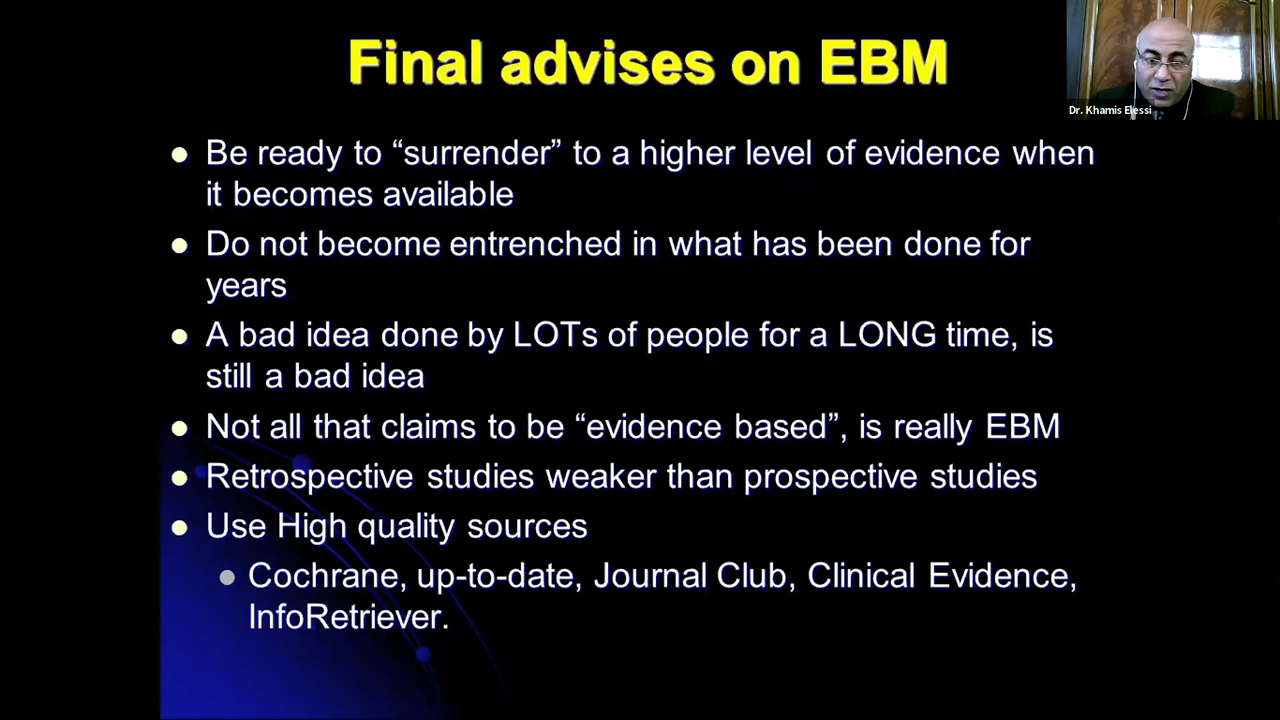 Final advises on EBM
Dr. Khamis Elessi
● Be ready to “surrender” to a higher level of evidence when
it becomes available
● Do not become entrenched in what has been done for
years
● A bad idea done by LOTs of people for a LONG time, is
still a bad idea
● Not all that claims to be “evidence based”, is really EBM
● Retrospective studies weaker than prospective studies
● Use High quality sources
● Cochrane, up-to-date, Journal Club, Clinical Evidence,
InfoRetriever.